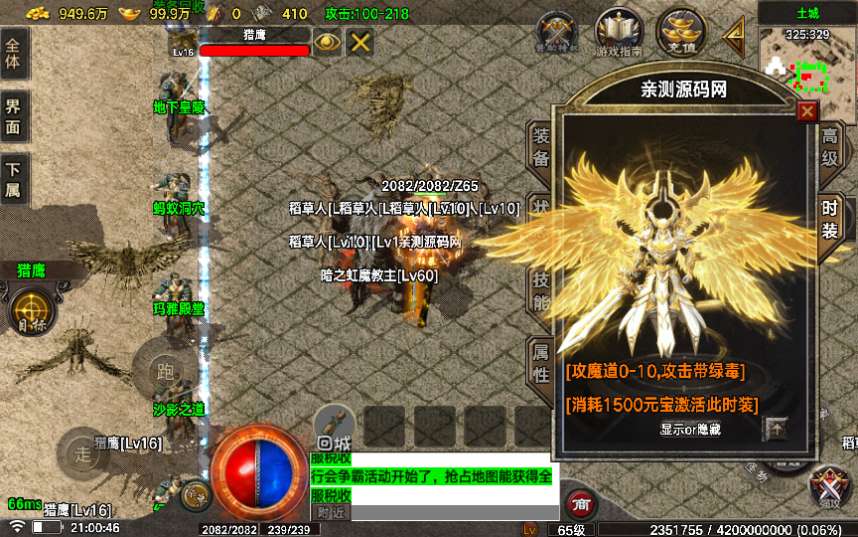 949.6万
99.9万
0
410
攻击:100-218
土城
325:329
猎鹰
Lv16
全体
界面
下属
游戏指南
充值
亲测源码网
装备
高级
时装
技能
属性
地下皇陵
蚂蚁洞穴
玛雅殿堂
沙影之道
2082/2082/Z65
稻草人[L稻草人[L稻草人[Lv10]人[Lv10]
稻草人[Lv10][Lv1亲测源码网
暗之虹魔教主[Lv60]
猎鹰
目标
跑
走
猎鹰[Lv16]
猎鹰[Lv16]
[攻魔道0-10,攻击带绿毒]
[消耗1500元宝激活此时装]
显示or隐藏
回城
服税收
行会争霸活动开始了，抢占地图能获得全
服税收
附近
商
强攻
66ms
21:00:46
2082/2082
239/239
Lv
65级
2351755 / 4200000000 (0.06%)